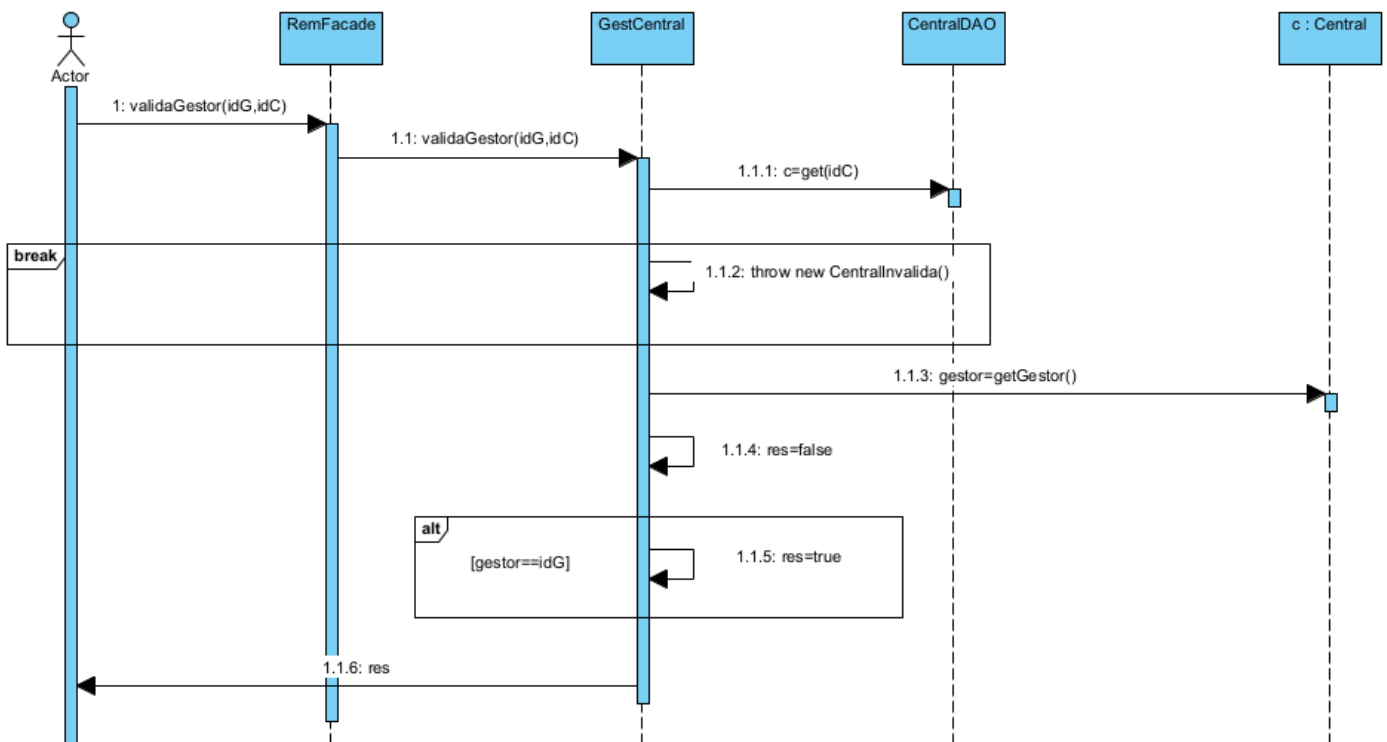 RemFacade
GestCentral
CentralDAO
c : Central
Actor
1: validaGestor(idG,idC)
1.1: validaGestor(idG,idC)
1.1.1: c=get(idC)
break
1.1.2: throw new CentralInvalida()
1.1.3: gestor=getGestor()
1.1.4: res=false
alt
[gestor==idG]
1.1.5: res=true
1.1.6: res